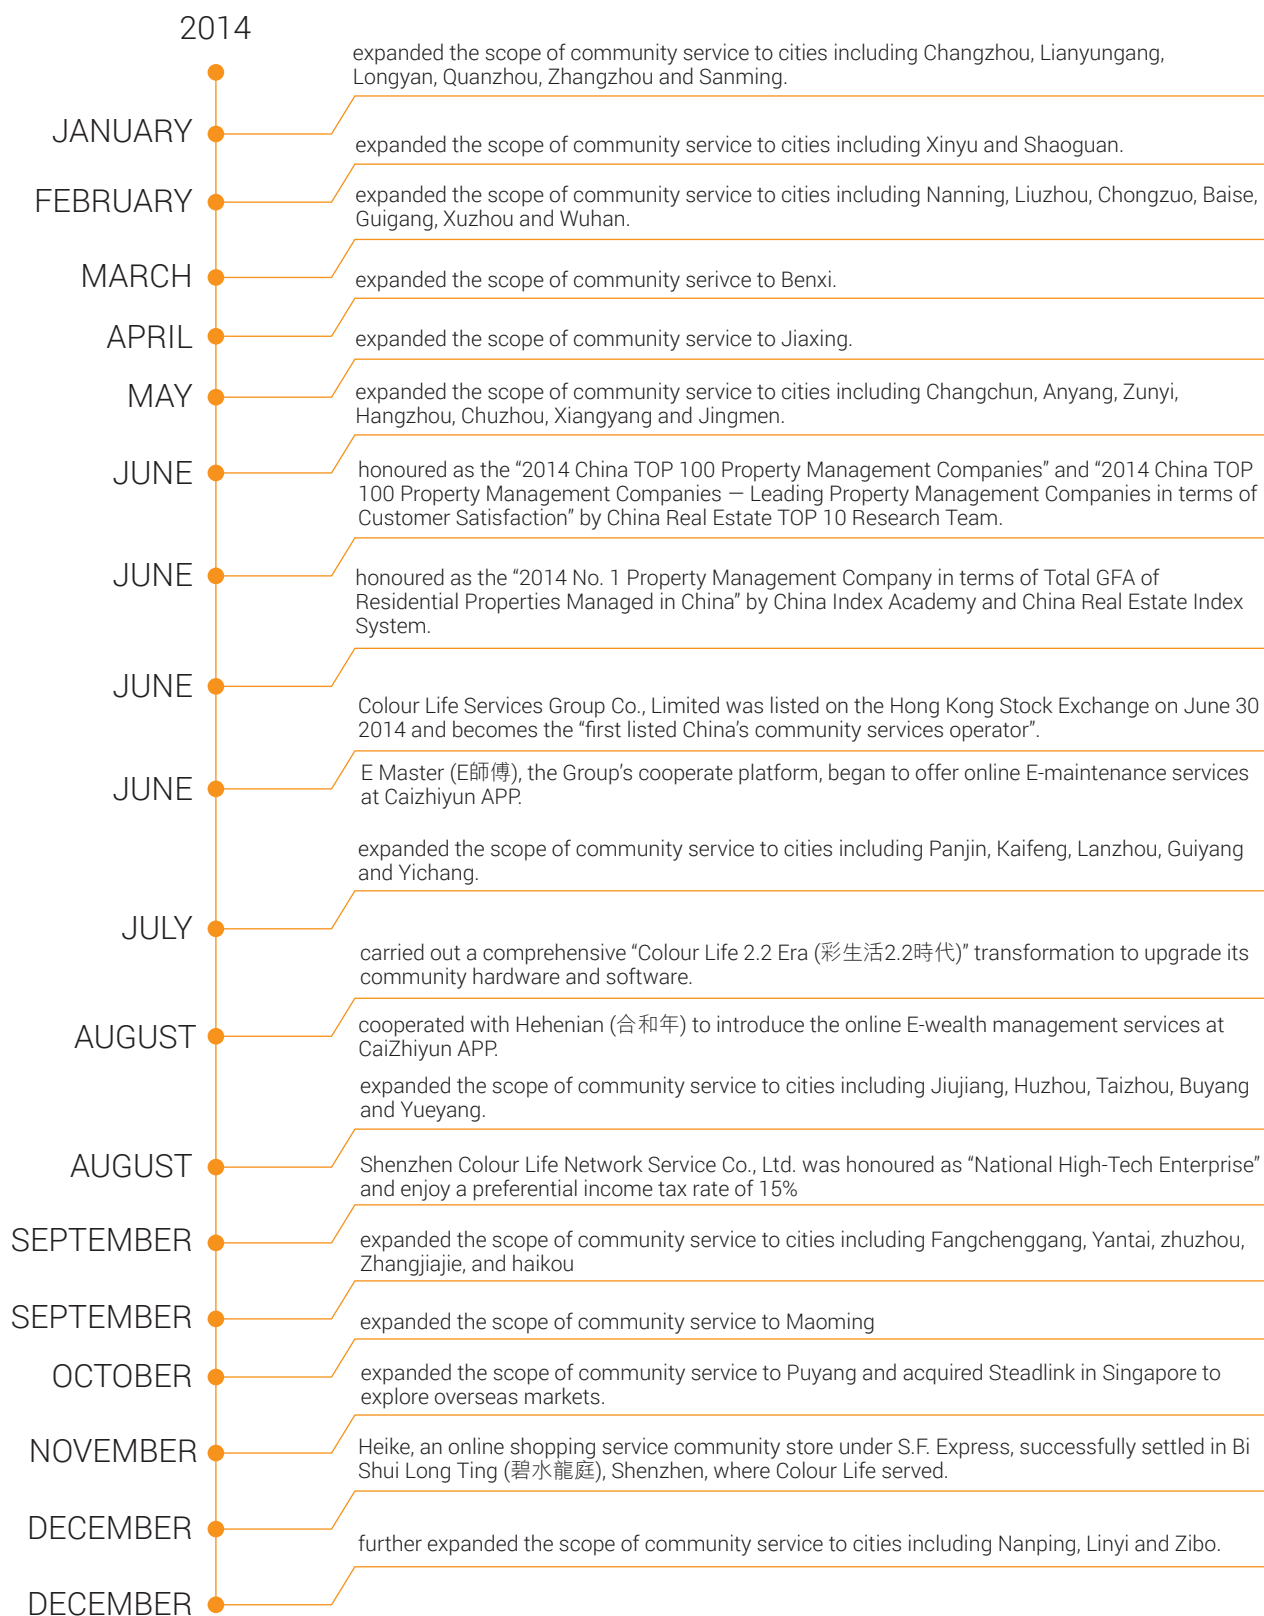 2014
expanded the scope of community service to cities including Changzhou, Lianyungang,
Longyan, Quanzhou, Zhangzhou and Sanming.
JANUARY
expanded the scope of community service to cities including Xinyu and Shaoguan.
FEBRUARY
expanded the scope of community service to cities including Nanning, Liuzhou, Chongzuo, Baise,
Guigang, Xuzhou and Wuhan.
MARCH
expanded the scope of community serivce to Benxi.
APRIL
expanded the scope of community service to Jiaxing.
MAY
expanded the scope of community service to cities including Changchun, Anyang, Zunyi,
Hangzhou, Chuzhou, Xiangyang and Jingmen.
JUNE
honoured as the “2014 China TOP 100 Property Management Companies” and “2014 China TOP
100 Property Management Companies — Leading Property Management Companies in terms of
Customer Satisfaction” by China Real Estate TOP 10 Research Team.
JUNE
honoured as the “2014 No. 1 Property Management Company in terms of Total GFA of
Residential Properties Managed in China” by China Index Academy and China Real Estate Index
System.
JUNE
Colour Life Services Group Co., Limited was listed on the Hong Kong Stock Exchange on June 30
2014 and becomes the “first listed China’s community services operator”.
JUNE
E Master (E師傅), the Group’s cooperate platform, began to offer online E-maintenance services
at Caizhiyun APP.
expanded the scope of community service to cities including Panjin, Kaifeng, Lanzhou, Guiyang
and Yichang.
JULY
carried out a comprehensive “Colour Life 2.2 Era (彩生活2.2時代)” transformation to upgrade its
community hardware and software.
AUGUST
cooperated with Hehenian (合和年) to introduce the online E-wealth management services at
CaiZhiyun APP.
expanded the scope of community service to cities including Jiujiang, Huzhou, Taizhou, Buyang
and Yueyang.
AUGUST
Shenzhen Colour Life Network Service Co., Ltd. was honoured as “National High-Tech Enterprise”
and enjoy a preferential income tax rate of 15%
SEPTEMBER
expanded the scope of community service to cities including Fangchenggang, Yantai, zhuzhou,
Zhangjiajie, and haikou
SEPTEMBER
expanded the scope of community service to Maoming
OCTOBER
expanded the scope of community service to Puyang and acquired Steadlink in Singapore to
explore overseas markets.
NOVEMBER
Heike, an online shopping service community store under S.F. Express, successfully settled in Bi
Shui Long Ting (碧水龍庭), Shenzhen, where Colour Life served.
DECEMBER
further expanded the scope of community service to cities including Nanping, Linyi and Zibo.
DECEMBER